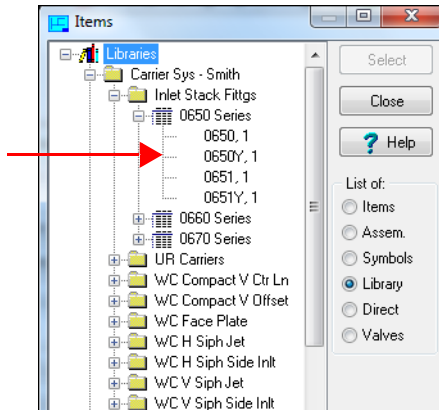 Items
Libraries
Carrier Sys - Smith
Inlet Stack Fittgs
0650 Series
0650, 1
0650Y, 1
0651, 1
0651Y, 1
0660 Series
0670 Series
UR Carriers
WC Compact V Ctr Ln
WC Compact V Offset
WC Face Plate
WC H Siph Jet
WC H Siph Side Inlt
WC V Siph Jet
WC V Siph Side Inlt
Select
Close
? Help
List of:
Items
Assem.
Symbols
Library
Direct
Valves